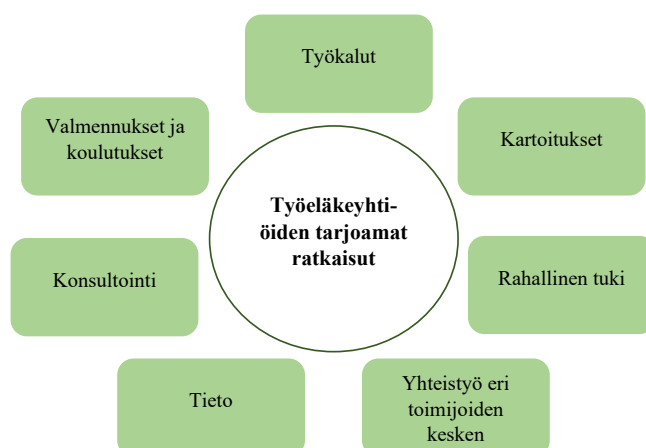 Työkalut
Valmennukset ja
koulutukset
Kartoitukset
Työeläkeyhti-
öiden tarjoamat
ratkaisut
Konsultointi
Rahallinen tuki
Tieto
Yhteistyö eri
toimijoiden
kesken